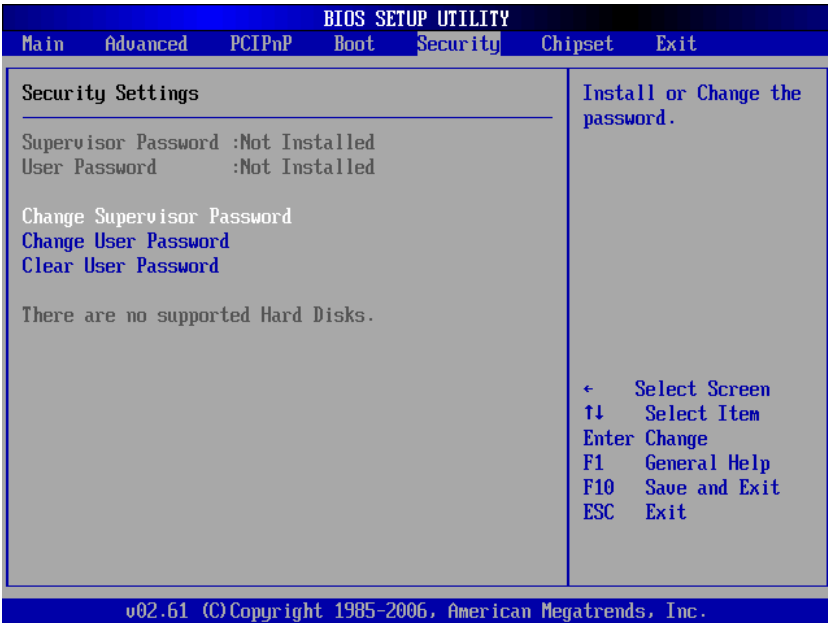 BIOS SETUP UTILITY
Main Advanced PCIPnP Boot Security Chipset Exit
Security Settings
Supervisor Password :Not Installed
User Password :Not Installed
Change Supervisor Password
Change User Password
Clear User Password
There are no supported Hard Disks.
Install or Change the
password.
← Select Screen
↑↓ Select Item
Enter Change
F1 General Help
F10 Save and Exit
ESC Exit
v02.61 (C)Copyright 1985-2006, American Megatrends, Inc.